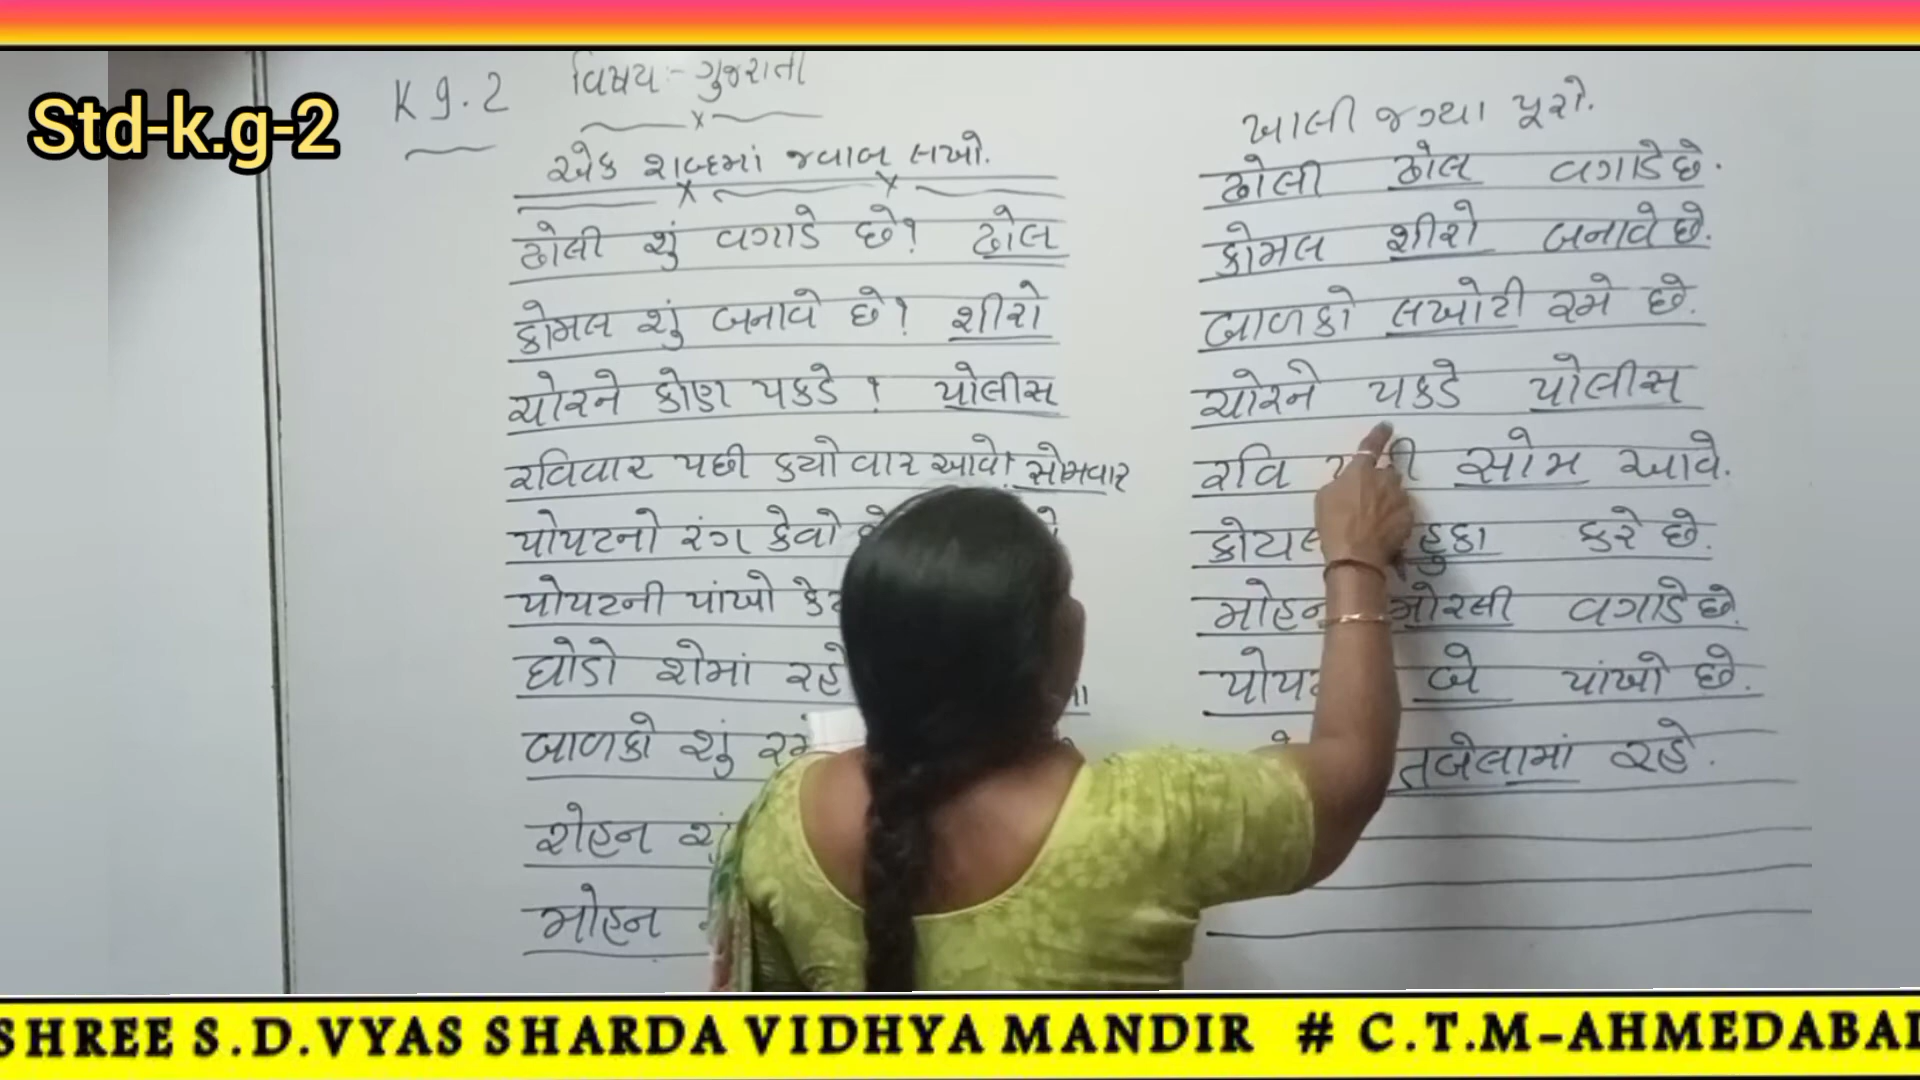 Std-k.g-2
K g. 2
વિષય:- ગુજરાતી
એક શબ્દમાં જવાબ લખો.
ઢોલી શું વગાડે છે? ઢોલ
કોમલ શું બનાવે છે? શીરો
ચોરને કોણ પકડે ? પોલીસ
રવિવાર પછી કયો વાર આવે? સોમવાર
પોપટનો રંગ કેવો
પોપટની પાંખો
ઘોડો શેમાં રહે
બાળકો શું
રોહન
મોહન
ખાલી જગ્યા પૂરો.
ઢોલી ઢોલ વગાડે છે.
કોમલ શીરો બનાવે છે.
બાળકો લખોટી રમે છે.
ચોરને પકડે પોલીસ
રવિ સોમ આવે.
કરે છે.
મોહન મોરલી વગાડે છે.
બે પાંખો છે.
તબેલામાં રહે.
SHREE S.D.VYAS SHARDA VIDHYA MANDIR # C.T.M-AHMEDABAD